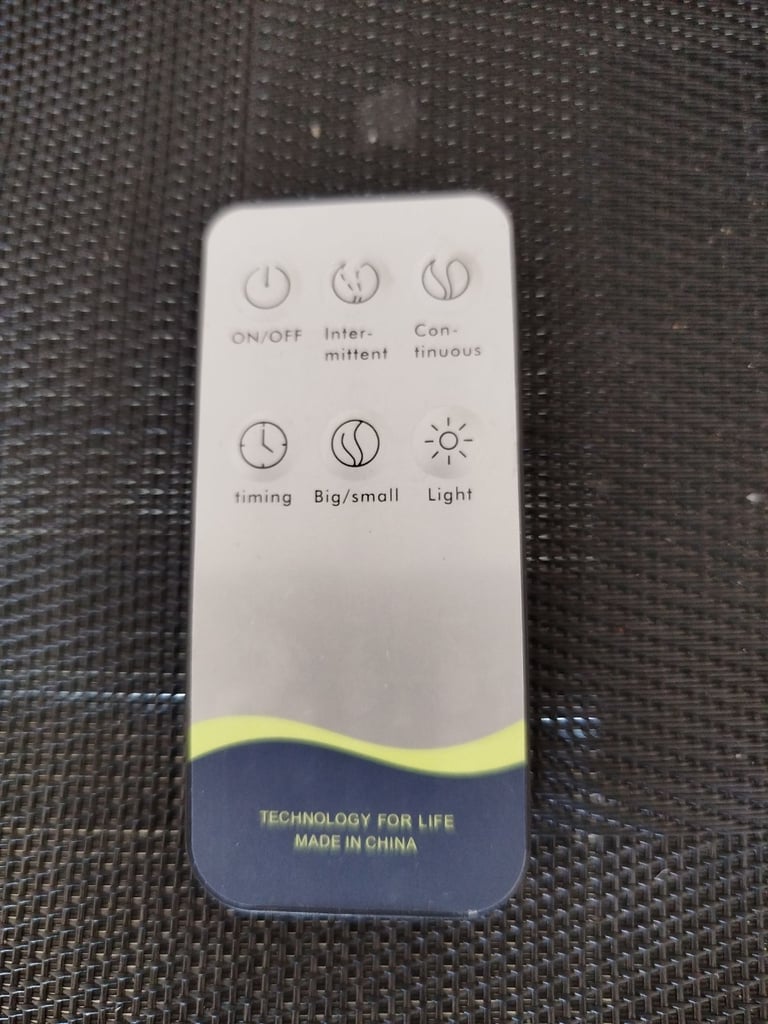 ON/OFF
Inter-
mittent
Con-
tinuous
timing
Big/small
Light
TECHNOLOGY FOR LIFE
MADE IN CHINA